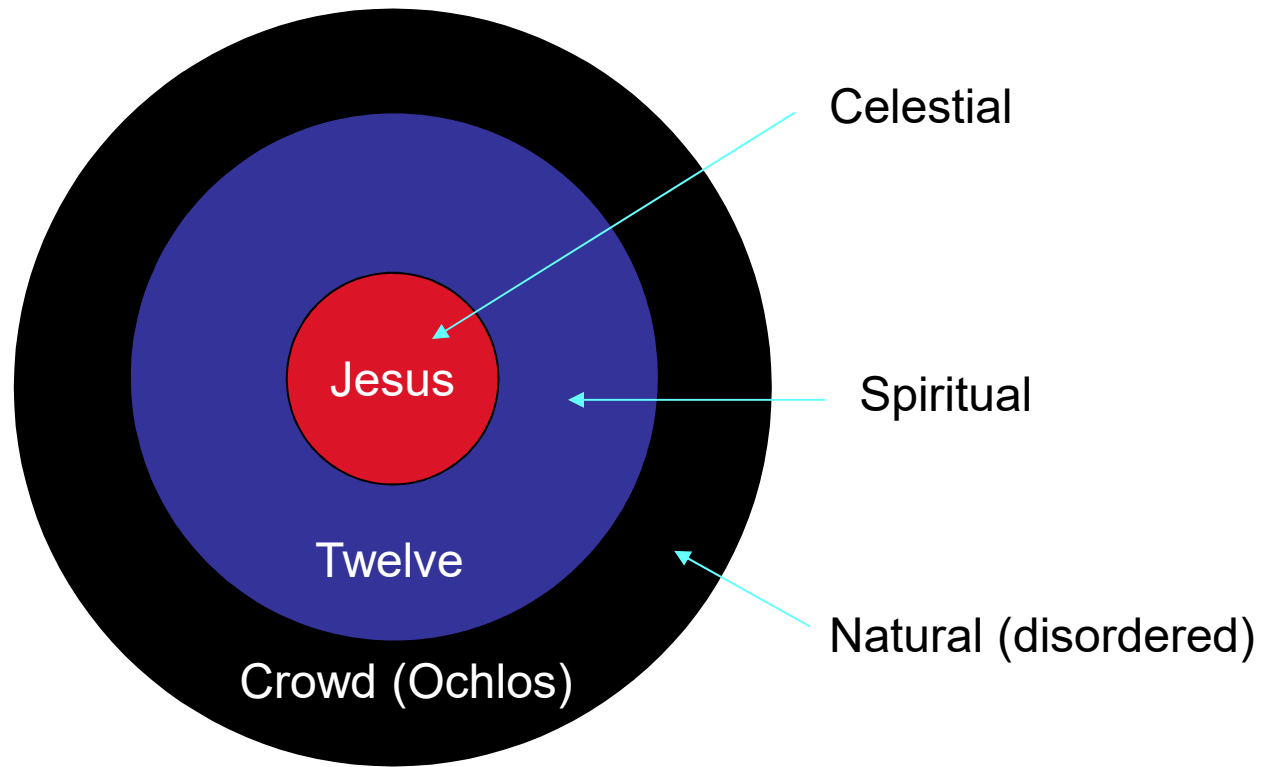 Celestial
Jesus
Spiritual
Twelve
Natural (disordered)
Crowd (Ochlos)